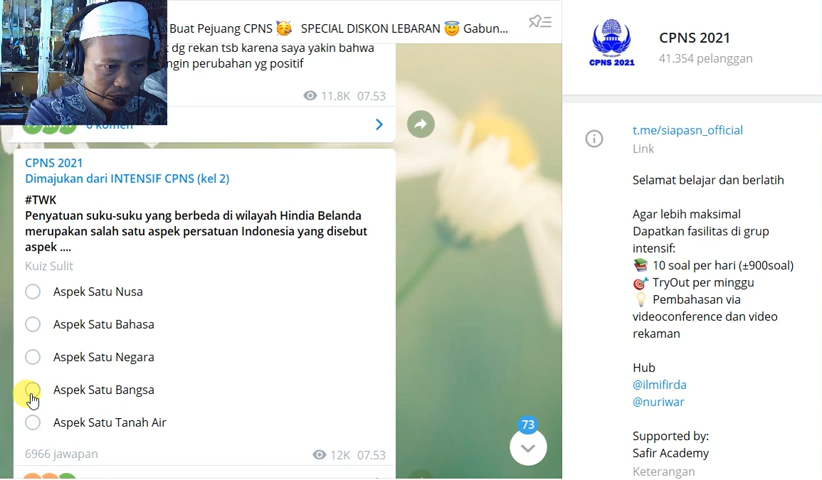 Buat Pejuang CPNS 🥳 SPECIAL DISKON LEBARAN 😇 Gabun...
dg rekan tsb karena saya yakin bahwa
ngin perubahan yg positif
11.8K 07.53
komen
CPNS 2021
Dimajukan dari INTENSIF CPNS (kel 2)
#TWK
Penyatuan suku-suku yang berbeda di wilayah Hindia Belanda
merupakan salah satu aspek persatuan Indonesia yang disebut
aspek ....
Kuiz Sulit
Aspek Satu Nusa
Aspek Satu Bahasa
Aspek Satu Negara
Aspek Satu Bangsa
Aspek Satu Tanah Air
6966 jawapan
12K 07.53
73
CPNS 2021
CPNS 2021
41.354 pelanggan
t.me/siapasn_official
Link
Selamat belajar dan berlatih
Agar lebih maksimal
Dapatkan fasilitas di grup
intensif:
📚 10 soal per hari (±900soal)
🎯 TryOut per minggu
💡 Pembahasan via
videoconference dan video
rekaman
Hub
@ilmifirda
@nuriwar
Supported by:
Safir Academy
Keterangan